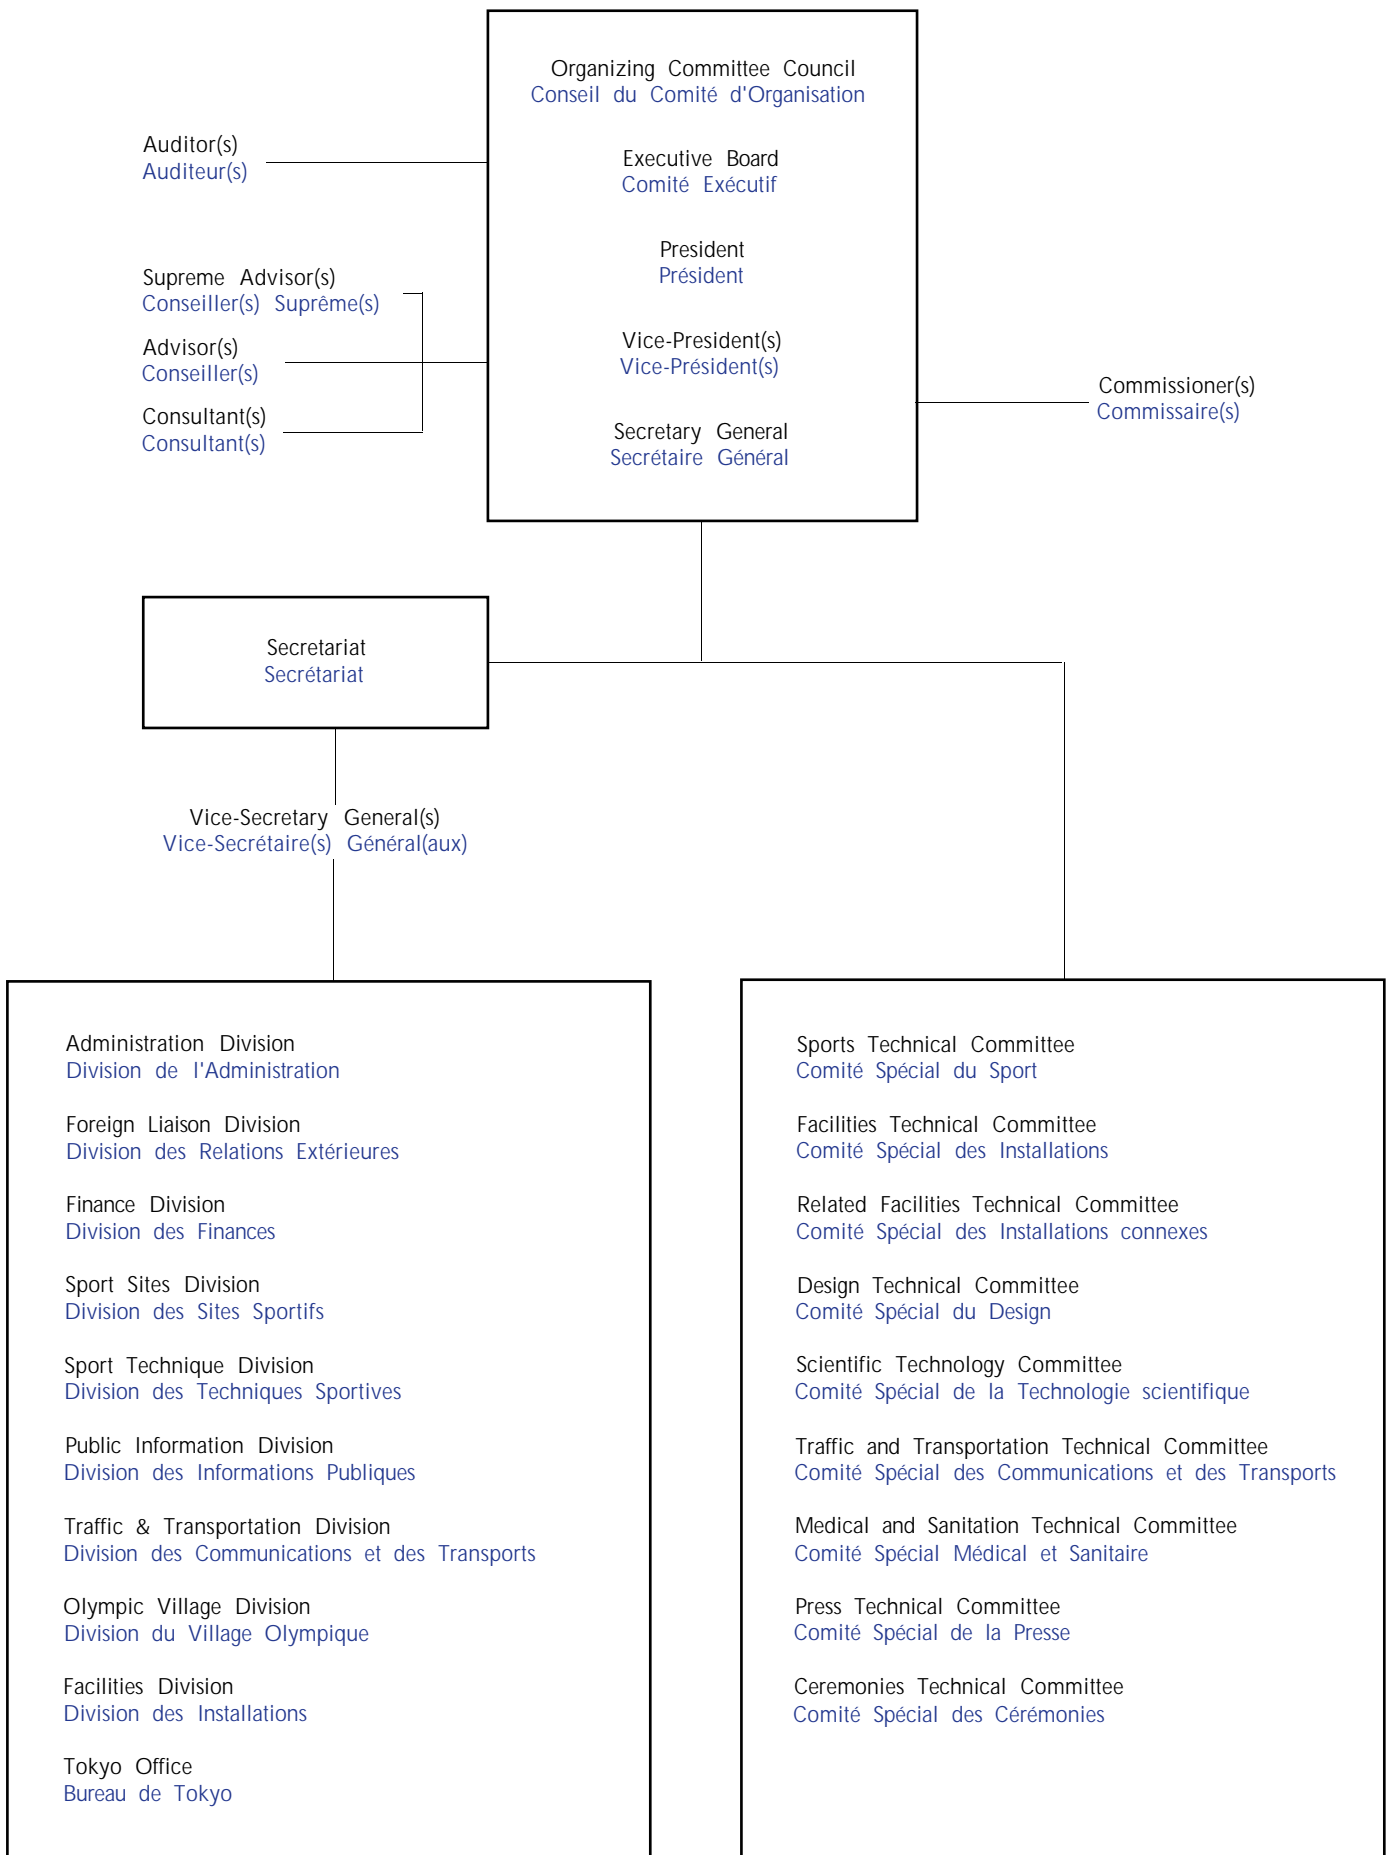 Organizing Committee Council
Conseil du Comité d'Organisation
Executive Board
Comité Exécutif
President
Président
Vice-President(s)
Vice-Président(s)
Secretary General
Secrétaire Général
Auditor(s)
Auditeur(s)
Supreme Advisor(s)
Conseiller(s) Suprême(s)
Advisor(s)
Conseiller(s)
Consultant(s)
Consultant(s)
Commissioner(s)
Commissaire(s)
Secretariat
Secrétariat
Vice-Secretary General(s)
Vice-Secrétaire(s) Général(aux)
Administration Division
Division de l'Administration
Foreign Liaison Division
Division des Relations Extérieures
Finance Division
Division des Finances
Sport Sites Division
Division des Sites Sportifs
Sport Technique Division
Division des Techniques Sportives
Public Information Division
Division des Informations Publiques
Traffic & Transportation Division
Division des Communications et des Transports
Olympic Village Division
Division du Village Olympique
Facilities Division
Division des Installations
Tokyo Office
Bureau de Tokyo
Sports Technical Committee
Comité Spécial du Sport
Facilities Technical Committee
Comité Spécial des Installations
Related Facilities Technical Committee
Comité Spécial des Installations connexes
Design Technical Committee
Comité Spécial du Design
Scientific Technology Committee
Comité Spécial de la Technologie scientifique
Traffic and Transportation Technical Committee
Comité Spécial des Communications et des Transports
Medical and Sanitation Technical Committee
Comité Spécial Médical et Sanitaire
Press Technical Committee
Comité Spécial de la Presse
Ceremonies Technical Committee
Comité Spécial des Cérémonies